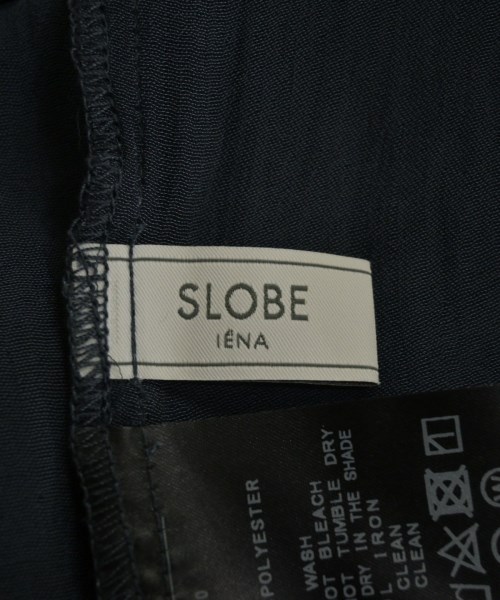 SLOBE
IÉNA
POLYESTER
WASH
BLEACH
TUMBLE DRY
DRY IN THE SHADE
IRON
CLEAN
CLEAN